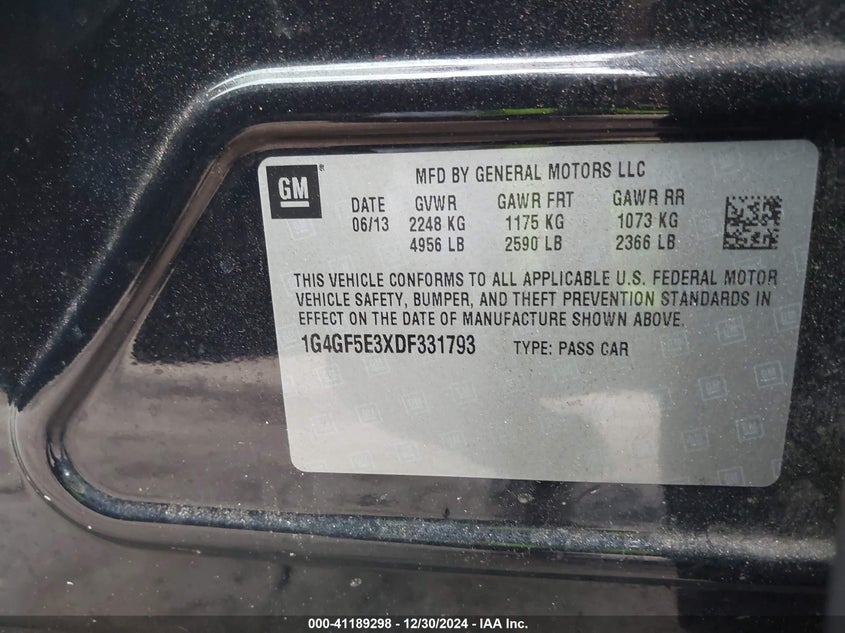 GM®
MFD BY GENERAL MOTORS LLC
DATE GVWR GAWR FRT GAWR RR
06/13 2248 KG 1175 KG 1073 KG
4956 LB 2590 LB 2366 LB
THIS VEHICLE CONFORMS TO ALL APPLICABLE U.S. FEDERAL MOTOR
VEHICLE SAFETY, BUMPER, AND THEFT PREVENTION STANDARDS IN
EFFECT ON THE DATE OF MANUFACTURE SHOWN ABOVE.
1G4GF5E3XDF331793 TYPE: PASS CAR
000-41189298 - 12/30/2024 - IAA Inc.